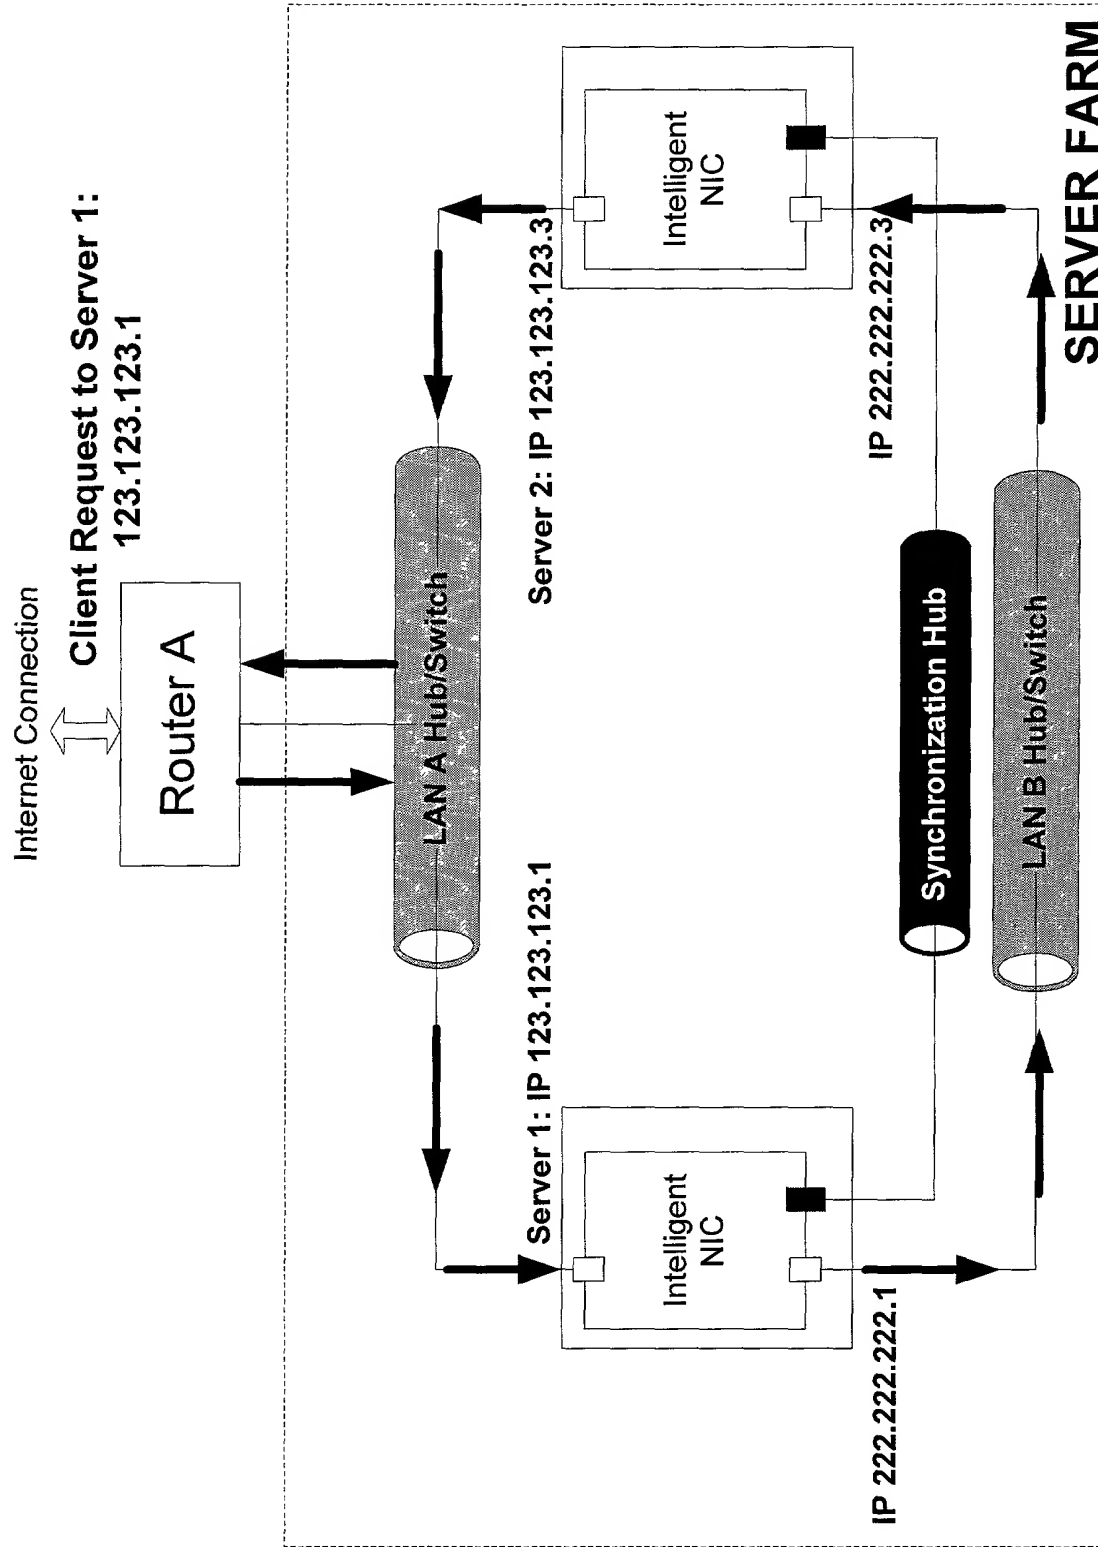 Internet Connection
Client Request to Server 1:
123.123.123.1
Router A
LAN A Hub/Switch
Server 1: IP 123.123.123.1
Server 2: IP 123.123.123.3
Intelligent
NIC
Intelligent
NIC
IP 222.222.222.1
IP 222.222.222.3
Synchronization Hub
LAN B Hub/Switch
SERVER FARM